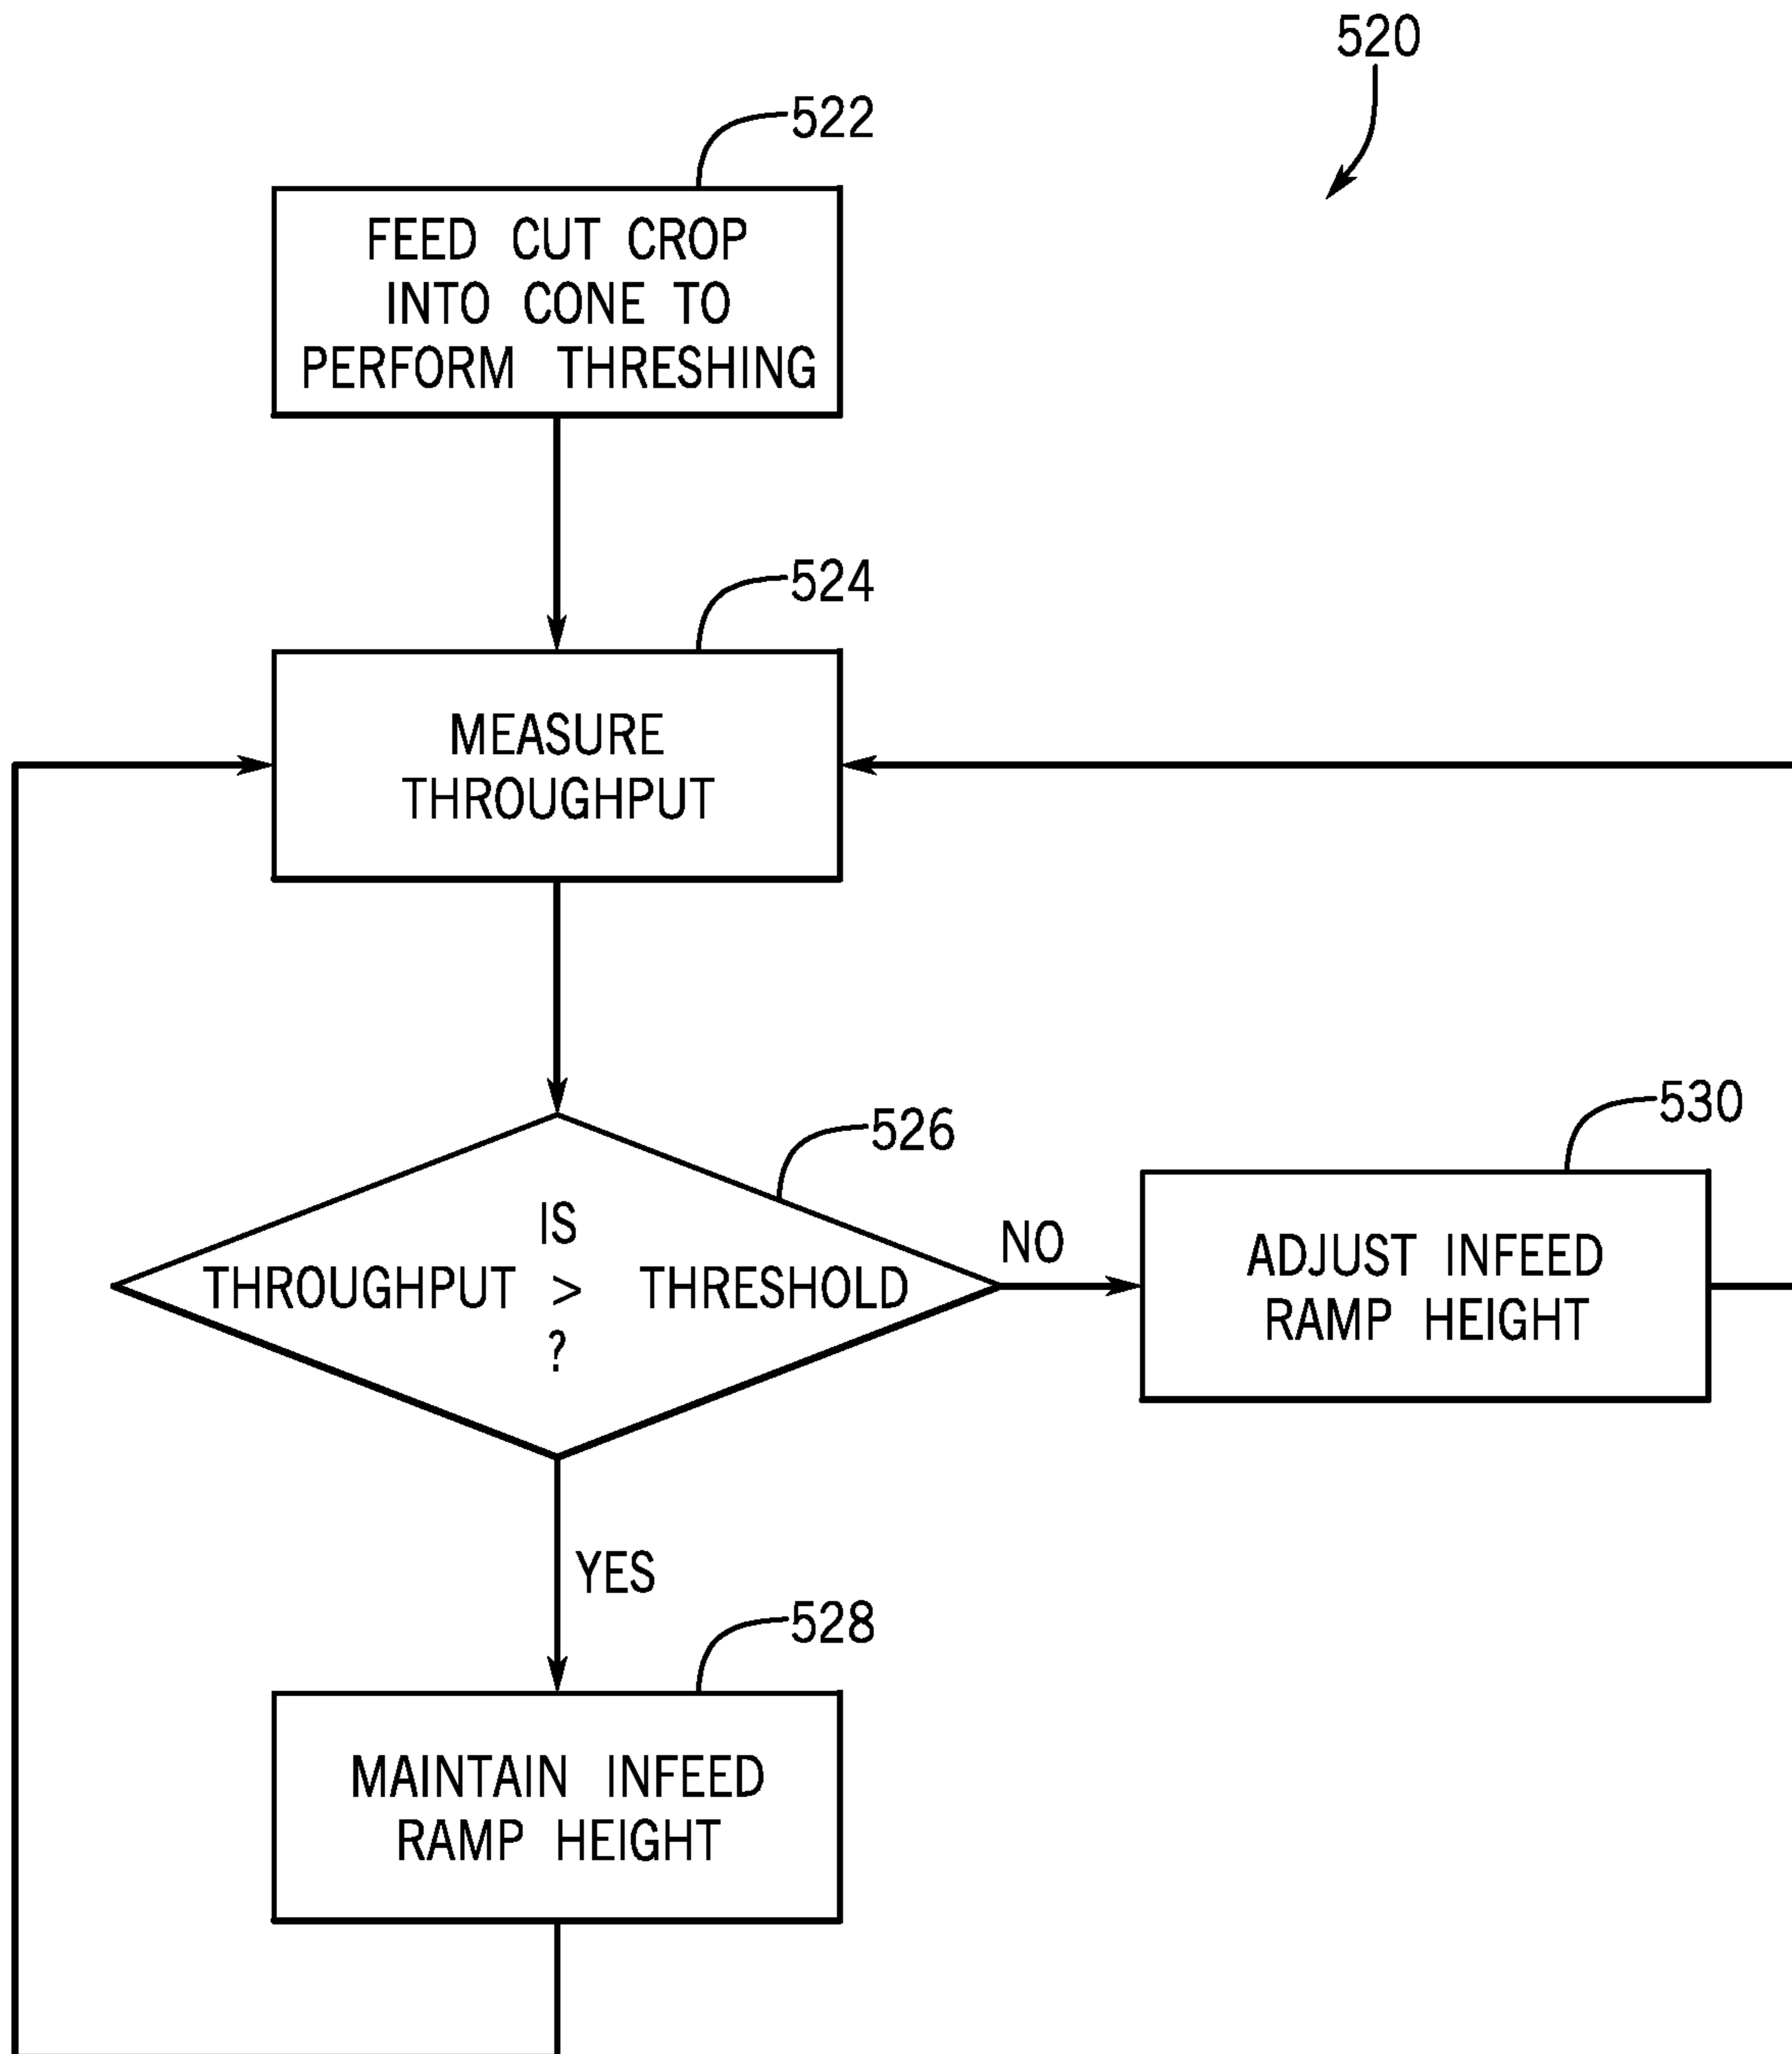 520
522
FEED CUT CROP
INTO CONE TO
PERFORM THRESHING
524
MEASURE
THROUGHPUT
526
IS
THROUGHPUT > THRESHOLD
?
NO
530
ADJUST INFEED
RAMP HEIGHT
YES
528
MAINTAIN INFEED
RAMP HEIGHT